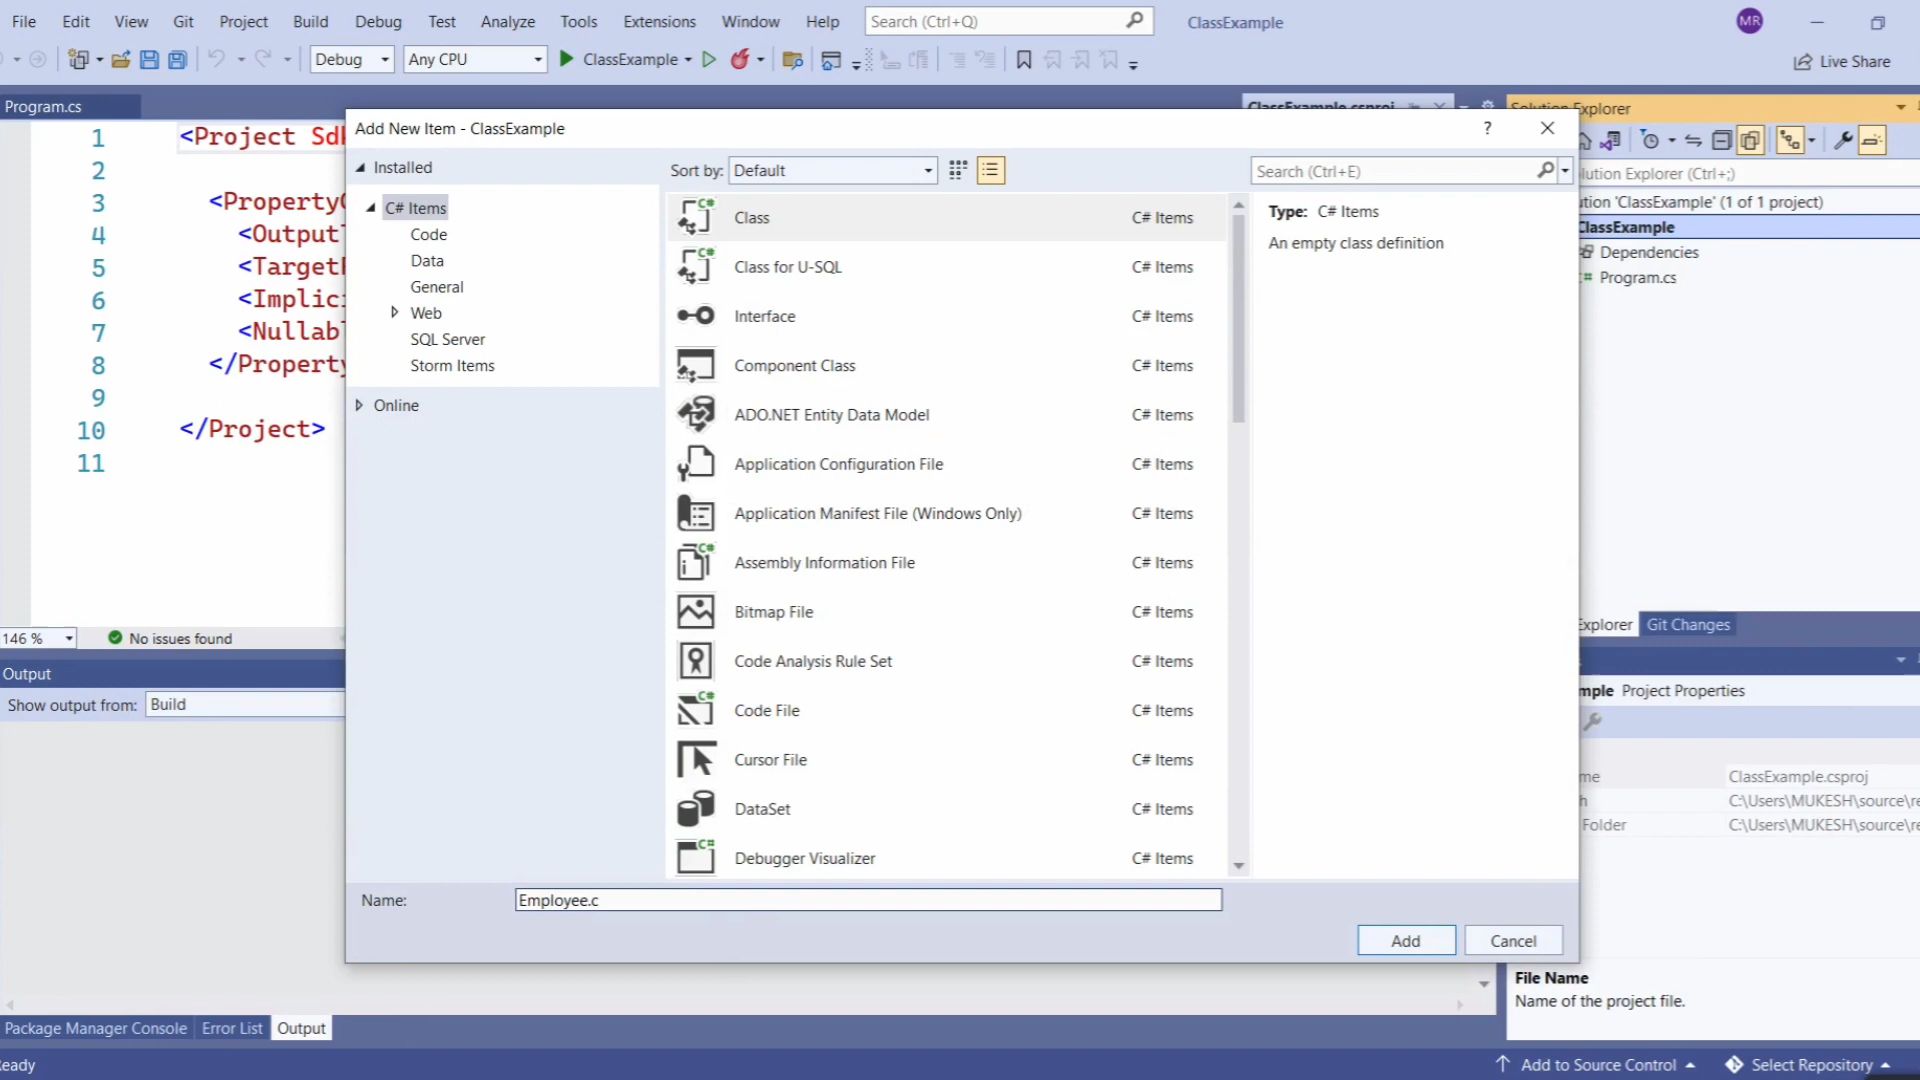 File Edit View Git Project Build Debug Test Analyze Tools Extensions Window Help Search (Ctrl+Q) ClassExample MR
Debug Any CPU ClassExample Live Share
Program.cs ClassExample.csproj Solution Explorer
Add New Item - ClassExample ?
Installed Sort by: Default Search (Ctrl+E)
C# Items
Code
Data
General
Web
SQL Server
Storm Items
Online
Class C# Items
Class for U-SQL C# Items
Interface C# Items
Component Class C# Items
ADO.NET Entity Data Model C# Items
Application Configuration File C# Items
Application Manifest File (Windows Only) C# Items
Assembly Information File C# Items
Bitmap File C# Items
Code Analysis Rule Set C# Items
Code File C# Items
Cursor File C# Items
DataSet C# Items
Debugger Visualizer C# Items
Type: C# Items
An empty class definition
Name: Employee.c
Add Cancel
1 <Project Sd
2
3 <Property
4 <Output
5 <Target
6 <Implici
7 <Nullabl
8 </Property
9
10 </Project>
11
146 % No issues found
Output
Show output from: Build
Package Manager Console Error List Output
eady
lution Explorer (Ctrl+;)
ution 'ClassExample' (1 of 1 project)
ClassExample
Dependencies
Program.cs
Explorer Git Changes
mple Project Properties
me ClassExample.csproj
h C:\Users\MUKESH\source\re
Folder C:\Users\MUKESH\source\re
File Name
Name of the project file.
Add to Source Control Select Repository